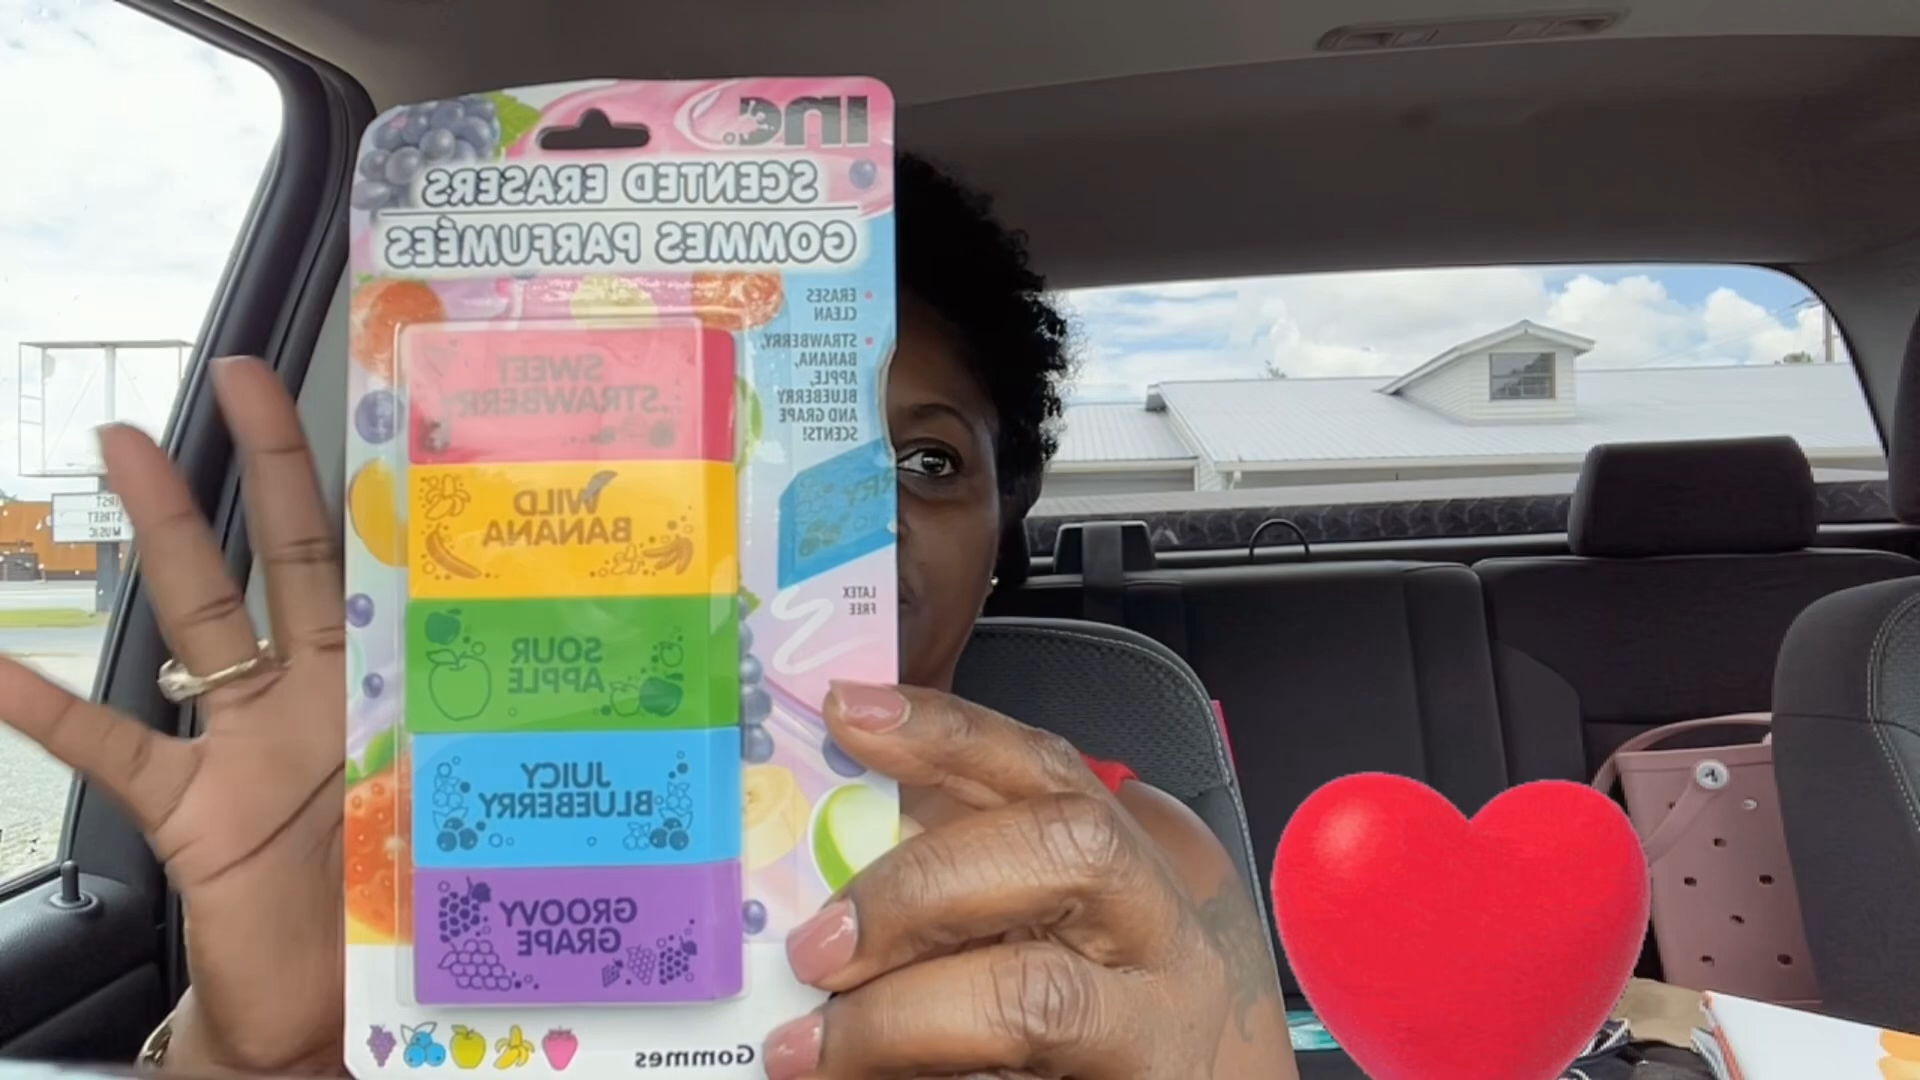 inc.
SCENTED ERASERS
GOMMES PARFUMÉES
• ERASES
CLEAN
• STRAWBERRY,
BANANA,
APPLE,
BLUEBERRY
AND GRAPE
SCENTS!
SWEET
STRAWBERRY
WILD
BANANA
SOUR
APPLE
JUICY
BLUEBERRY
GROOVY
GRAPE
LATEX
FREE
Gommes
STREET
MUSIC